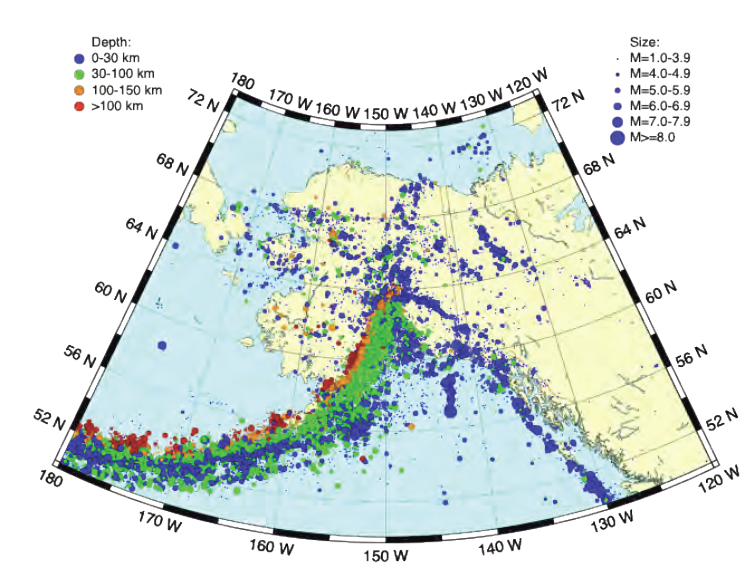 Depth:
0-30 km
30-100 km
100-150 km
>100 km
Size:
M=1.0-3.9
M=4.0-4.9
M=5.0-5.9
M=6.0-6.9
M=7.0-7.9
M>=8.0
180 170 W 160 W 150 W 140 W 130 W 120 W
72 N 72 N
68 N 68 N
64 N 64 N
60 N 60 N
56 N 56 N
52 N 52 N
180 170 W 160 W 150 W 140 W 130 W 120 W